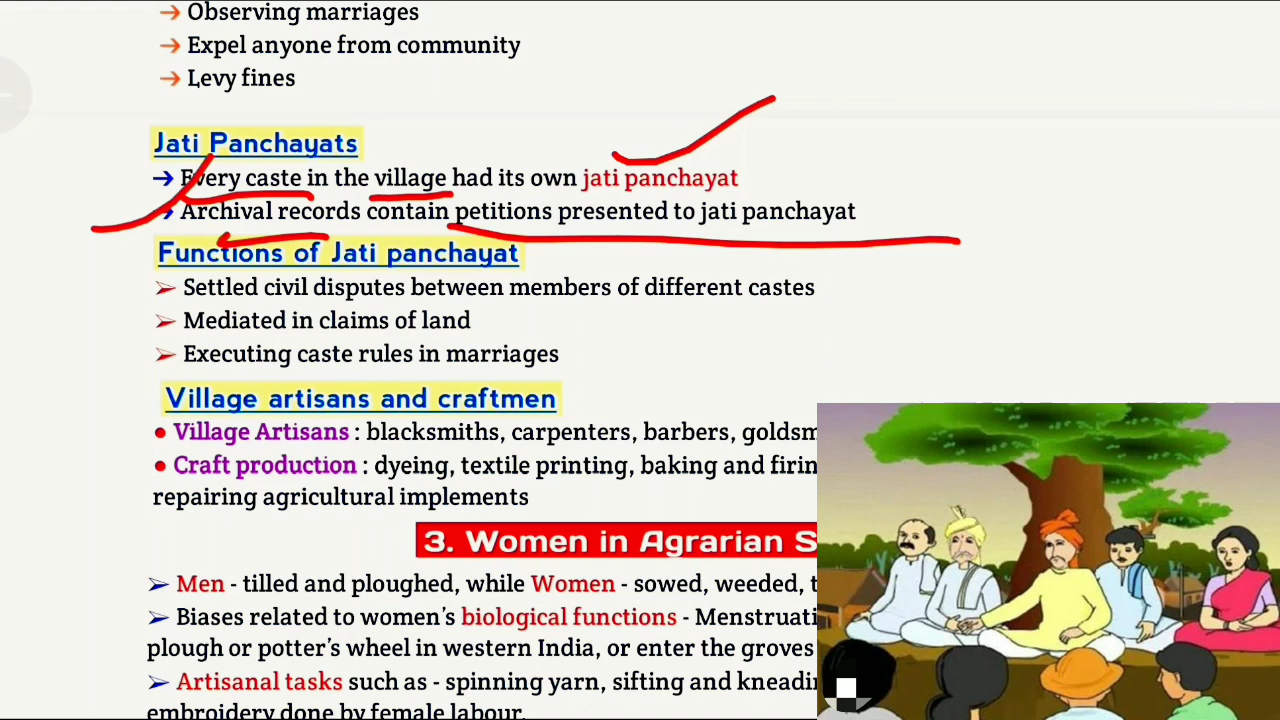 → Observing marriages
→ Expel anyone from community
→ Levy fines
Jati Panchayats
→ Every caste in the village had its own jati panchayat
→ Archival records contain petitions presented to jati panchayat
Functions of Jati panchayat
➢ Settled civil disputes between members of different castes
➢ Mediated in claims of land
➢ Executing caste rules in marriages
Village artisans and craftmen
• Village Artisans : blacksmiths, carpenters, barbers,
• Craft production : dyeing, textile printing, baking and
repairing agricultural implements
3. Women in Agrarian
➢ Men - tilled and ploughed, while Women - sowed, weeded,
➢ Biases related to women's biological functions -
plough or potter's wheel in western India, or enter the groves
➢ Artisanal tasks such as - spinning yarn, sifting and
embroidery done by female labour.